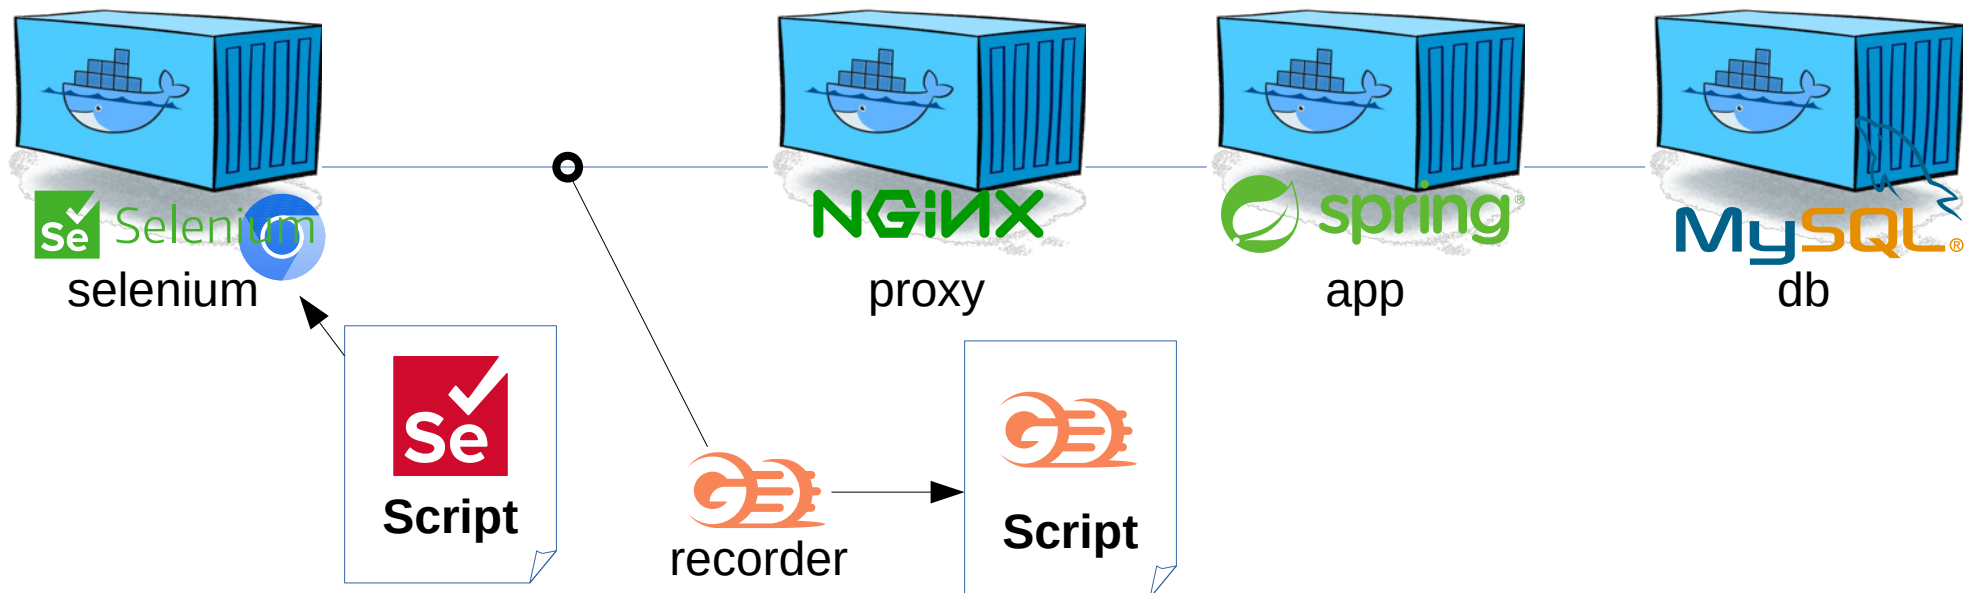 Se Selenium
selenium
NGINX
proxy
spring®
app
MySQL®
db
Se
Script
recorder
Script